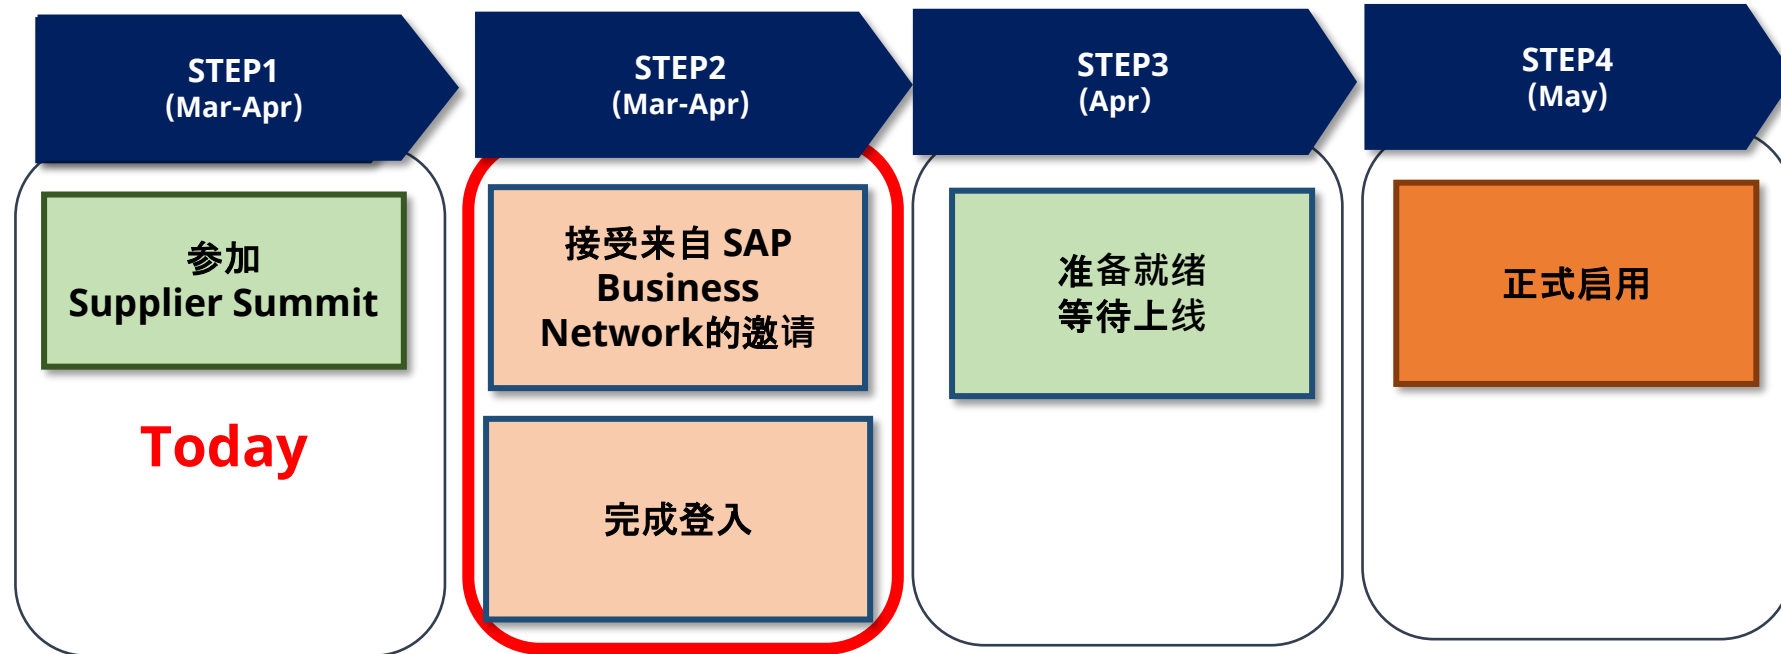 STEP1
(Mar-Apr)
参加
Supplier Summit
Today
STEP2
(Mar-Apr)
接受来自 SAP
Business
Network的邀请
完成登入
STEP3
(Apr）
准备就绪
等待上线
STEP4
(May)
正式启用